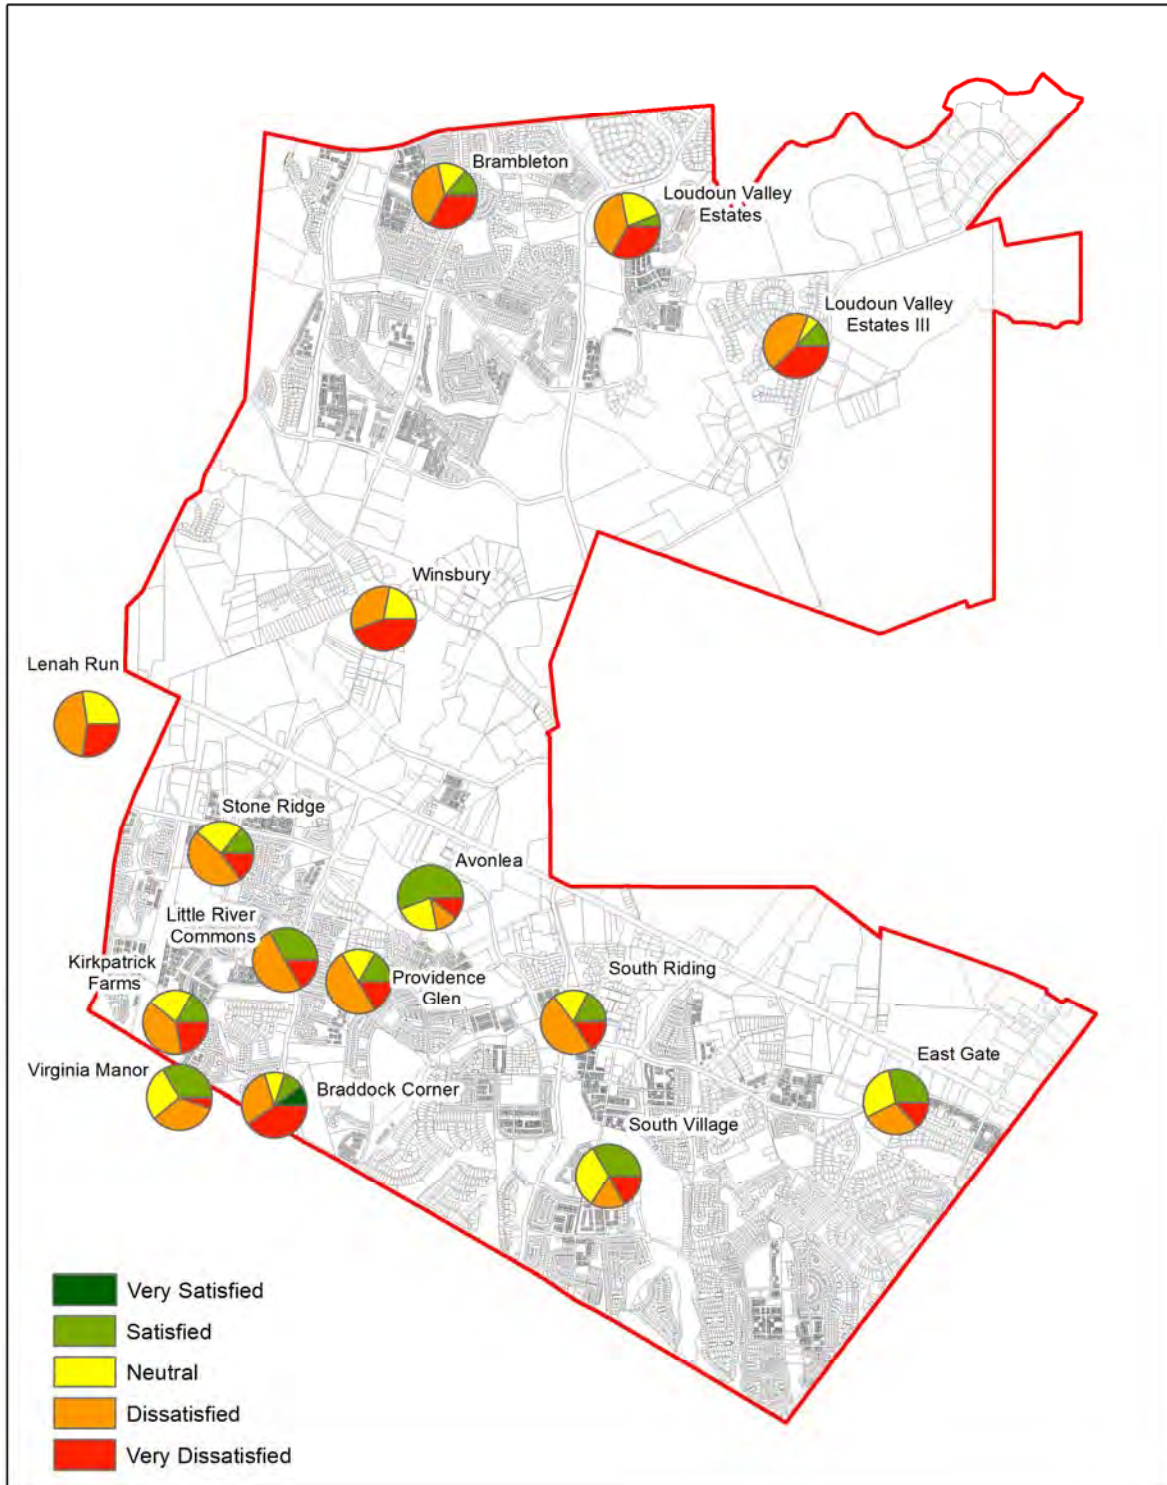 Brambleton
Loudoun Valley
Estates
Loudoun Valley
Estates III
Winsbury
Lenah Run
Stone Ridge
Avonlea
Little River
Commons
Kirkpatrick
Farms
Providence
Glen
South Riding
East Gate
Virginia Manor
Braddock Corner
South Village
Very Satisfied
Satisfied
Neutral
Dissatisfied
Very Dissatisfied